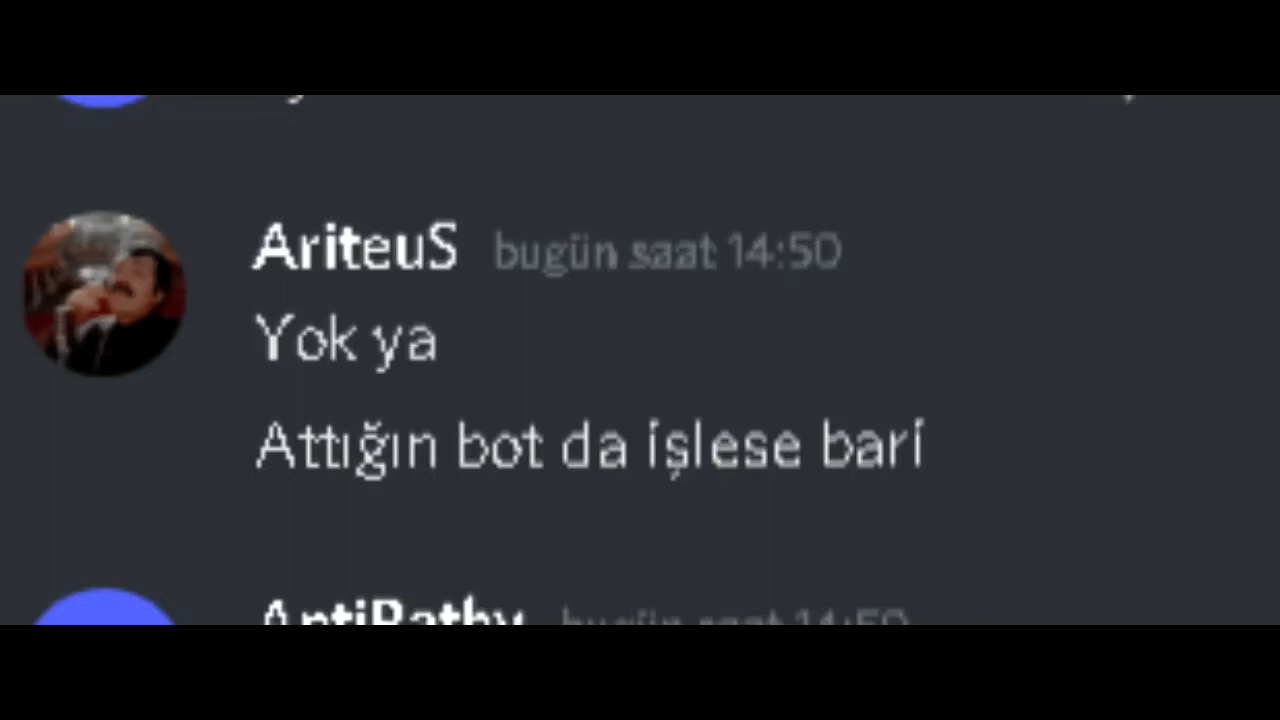 AriteuS bugün saat 14:50
Yok ya
Attığın bot da işlese bari
AntiPathy bugün saat 14:50